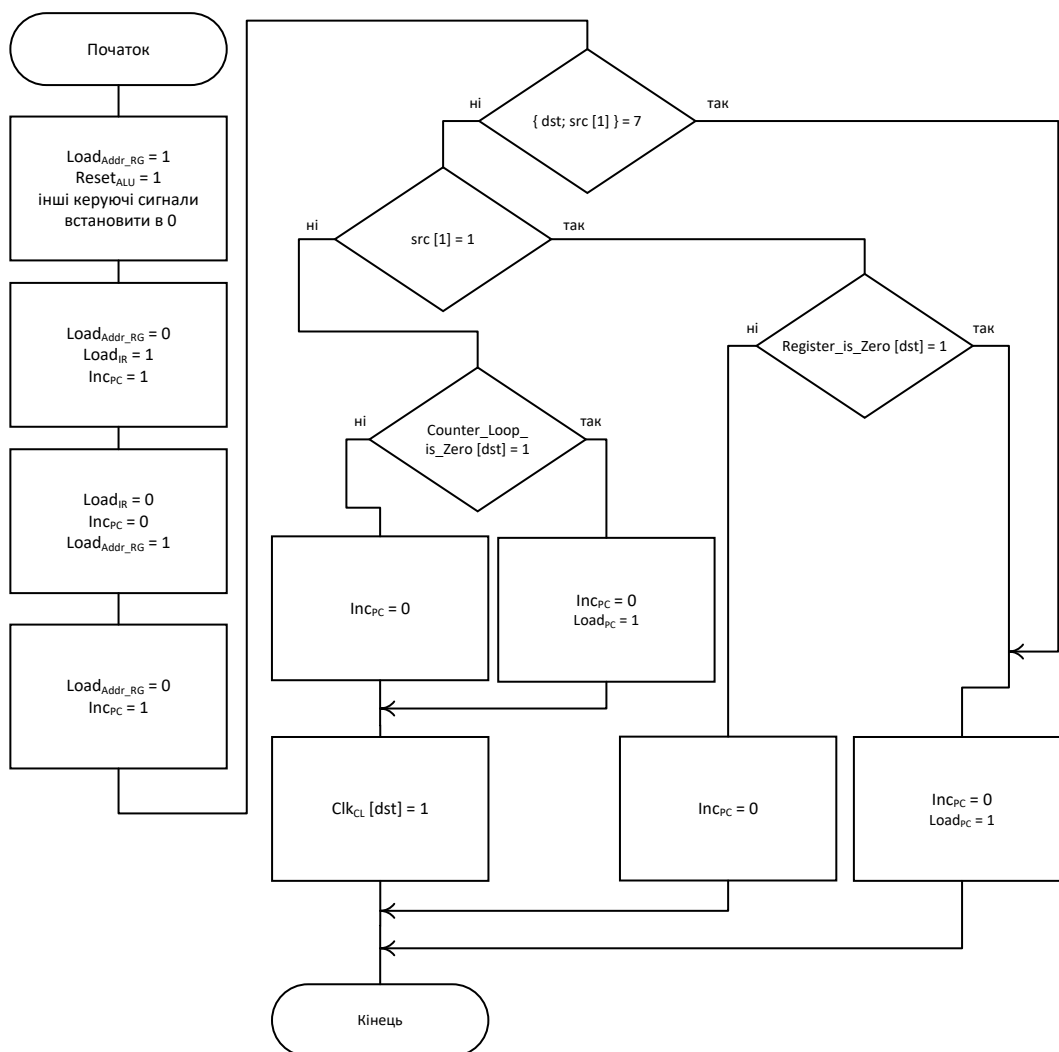 Початок
LoadAddr_RG = 1
ResetALU = 1
інші керуючі сигнали
встановити в 0
LoadAddr_RG = 0
LoadIR = 1
IncPC = 1
LoadIR = 0
IncPC = 0
LoadAddr_RG = 1
LoadAddr_RG = 0
IncPC = 1
{ dst; src [1] } = 7
ні
так
src [1] = 1
ні
так
Register_is_Zero [dst] = 1
ні
так
Counter_Loop_
is_Zero [dst] = 1
ні
так
IncPC = 0
IncPC = 0
LoadPC = 1
ClkCL [dst] = 1
IncPC = 0
IncPC = 0
LoadPC = 1
Кінець